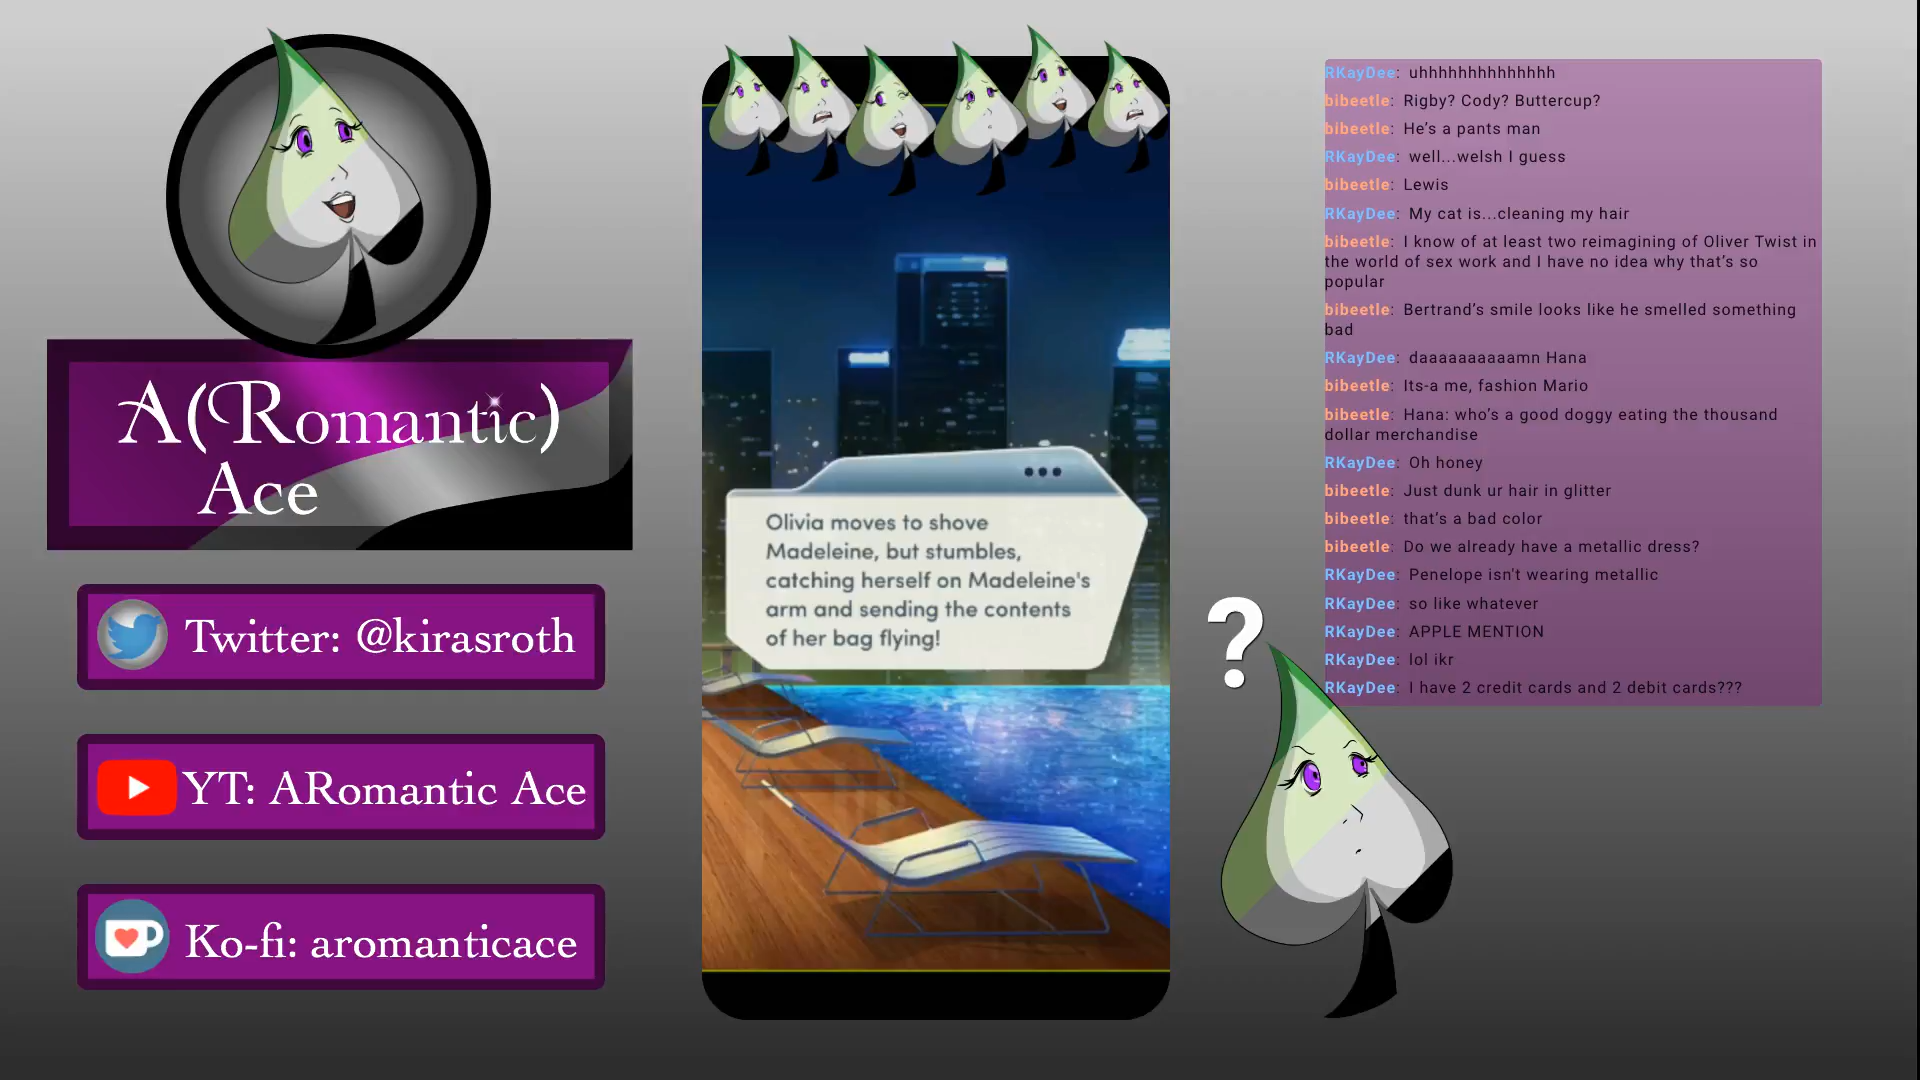 A(Romantic)
Ace
Twitter: @kirasroth
YT: ARomantic Ace
Ko-fi: aromanticace
Olivia moves to shove
Madeleine, but stumbles,
catching herself on Madeleine's
arm and sending the contents
of her bag flying!
?
RKayDee: uhhhhhhhhhhhhhh
bibeetle: Rigby? Cody? Buttercup?
bibeetle: He's a pants man
RKayDee: well...welsh I guess
bibeetle: Lewis
RKayDee: My cat is...cleaning my hair
bibeetle: I know of at least two reimagining of Oliver Twist in
the world of sex work and I have no idea why that's so
popular
bibeetle: Bertrand's smile looks like he smelled something
bad
RKayDee: daaaaaaaaaamn Hana
bibeetle: Its-a me, fashion Mario
bibeetle: Hana: who's a good doggy eating the thousand
dollar merchandise
RKayDee: Oh honey
bibeetle: Just dunk ur hair in glitter
bibeetle: that's a bad color
bibeetle: Do we already have a metallic dress?
RKayDee: Penelope isn't wearing metallic
RKayDee: so like whatever
RKayDee: APPLE MENTION
RKayDee: lol ikr
RKayDee: I have 2 credit cards and 2 debit cards???